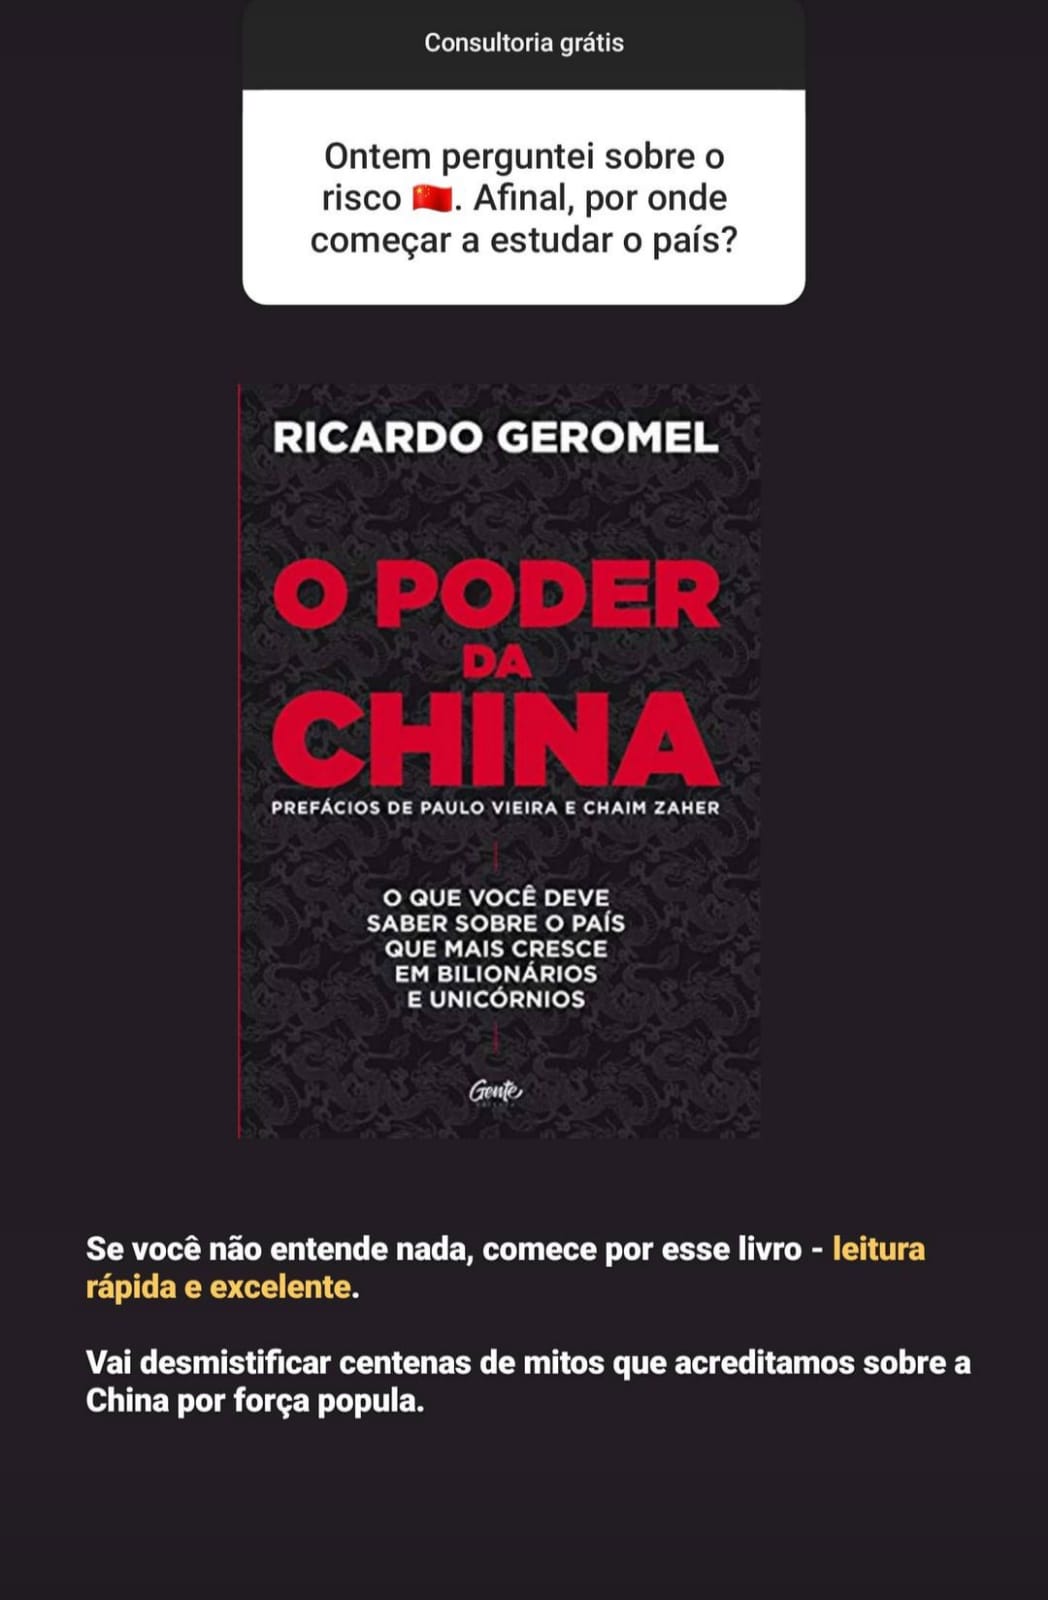 Consultoria grátis
Ontem perguntei sobre o
risco 🇨🇳. Afinal, por onde
começar a estudar o país?
RICARDO GEROMEL
O PODER
DA
CHINA
PREFÁCIOS DE PAULO VIEIRA E CHAIM ZAHER
O QUE VOCÊ DEVE
SABER SOBRE O PAÍS
QUE MAIS CRESCE
EM BILIONÁRIOS
E UNICÓRNIOS
Gente
Se você não entende nada, comece por esse livro - leitura
rápida e excelente.
Vai desmistificar centenas de mitos que acreditamos sobre a
China por força popula.